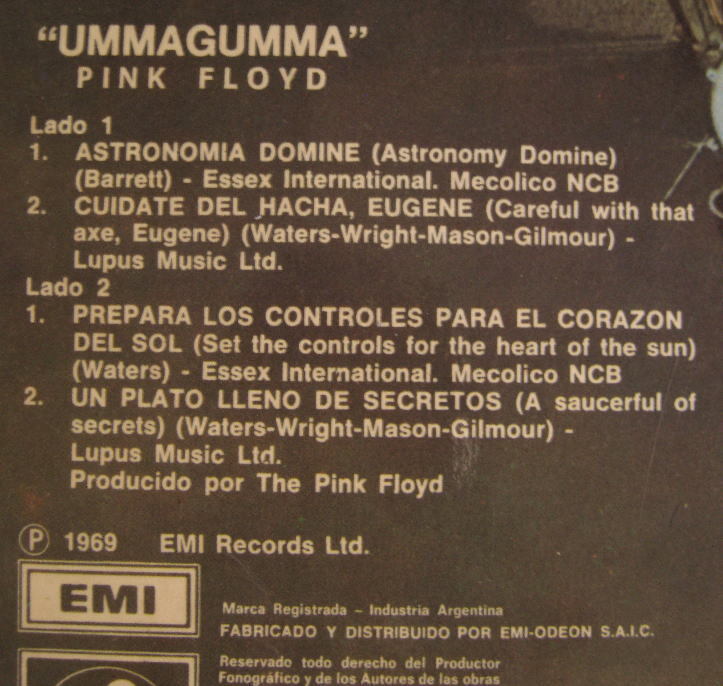 “UMMAGUMMA”
PINK FLOYD
Lado 1
1. ASTRONOMIA DOMINE (Astronomy Domine)
(Barrett) - Essex International. Mecolico NCB
2. CUIDATE DEL HACHA, EUGENE (Careful with that
axe, Eugene) (Waters-Wright-Mason-Gilmour) -
Lupus Music Ltd.
Lado 2
1. PREPARA LOS CONTROLES PARA EL CORAZON
DEL SOL (Set the controls for the heart of the sun)
(Waters) - Essex International. Mecolico NCB
2. UN PLATO LLENO DE SECRETOS (A saucerful of
secrets) (Waters-Wright-Mason-Gilmour) -
Lupus Music Ltd.
Producido por The Pink Floyd
℗ 1969 EMI Records Ltd.
EMI
Marca Registrada - Industria Argentina
FABRICADO Y DISTRIBUIDO POR EMI-ODEON S.A.I.C.
Reservado todo derecho del Productor
Fonográfico y de los Autores de las obras